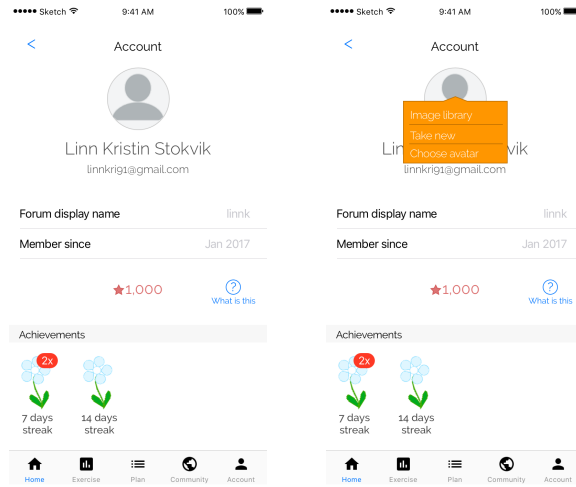 Sketch 9:41 AM 100%
<
Account
Linn Kristin Stokvik
linnkri91@gmail.com
Forum display name linnk
Member since Jan 2017
1,000
?
What is this
Achievements
2x
7 days
streak
14 days
streak
Home Exercise Plan Community Account
Sketch 9:41 AM 100%
<
Account
Image library
Take new
Choose avatar
Lin vik
linnkri91@gmail.com
Forum display name linnk
Member since Jan 2017
1,000
?
What is this
Achievements
2x
7 days
streak
14 days
streak
Home Exercise Plan Community Account